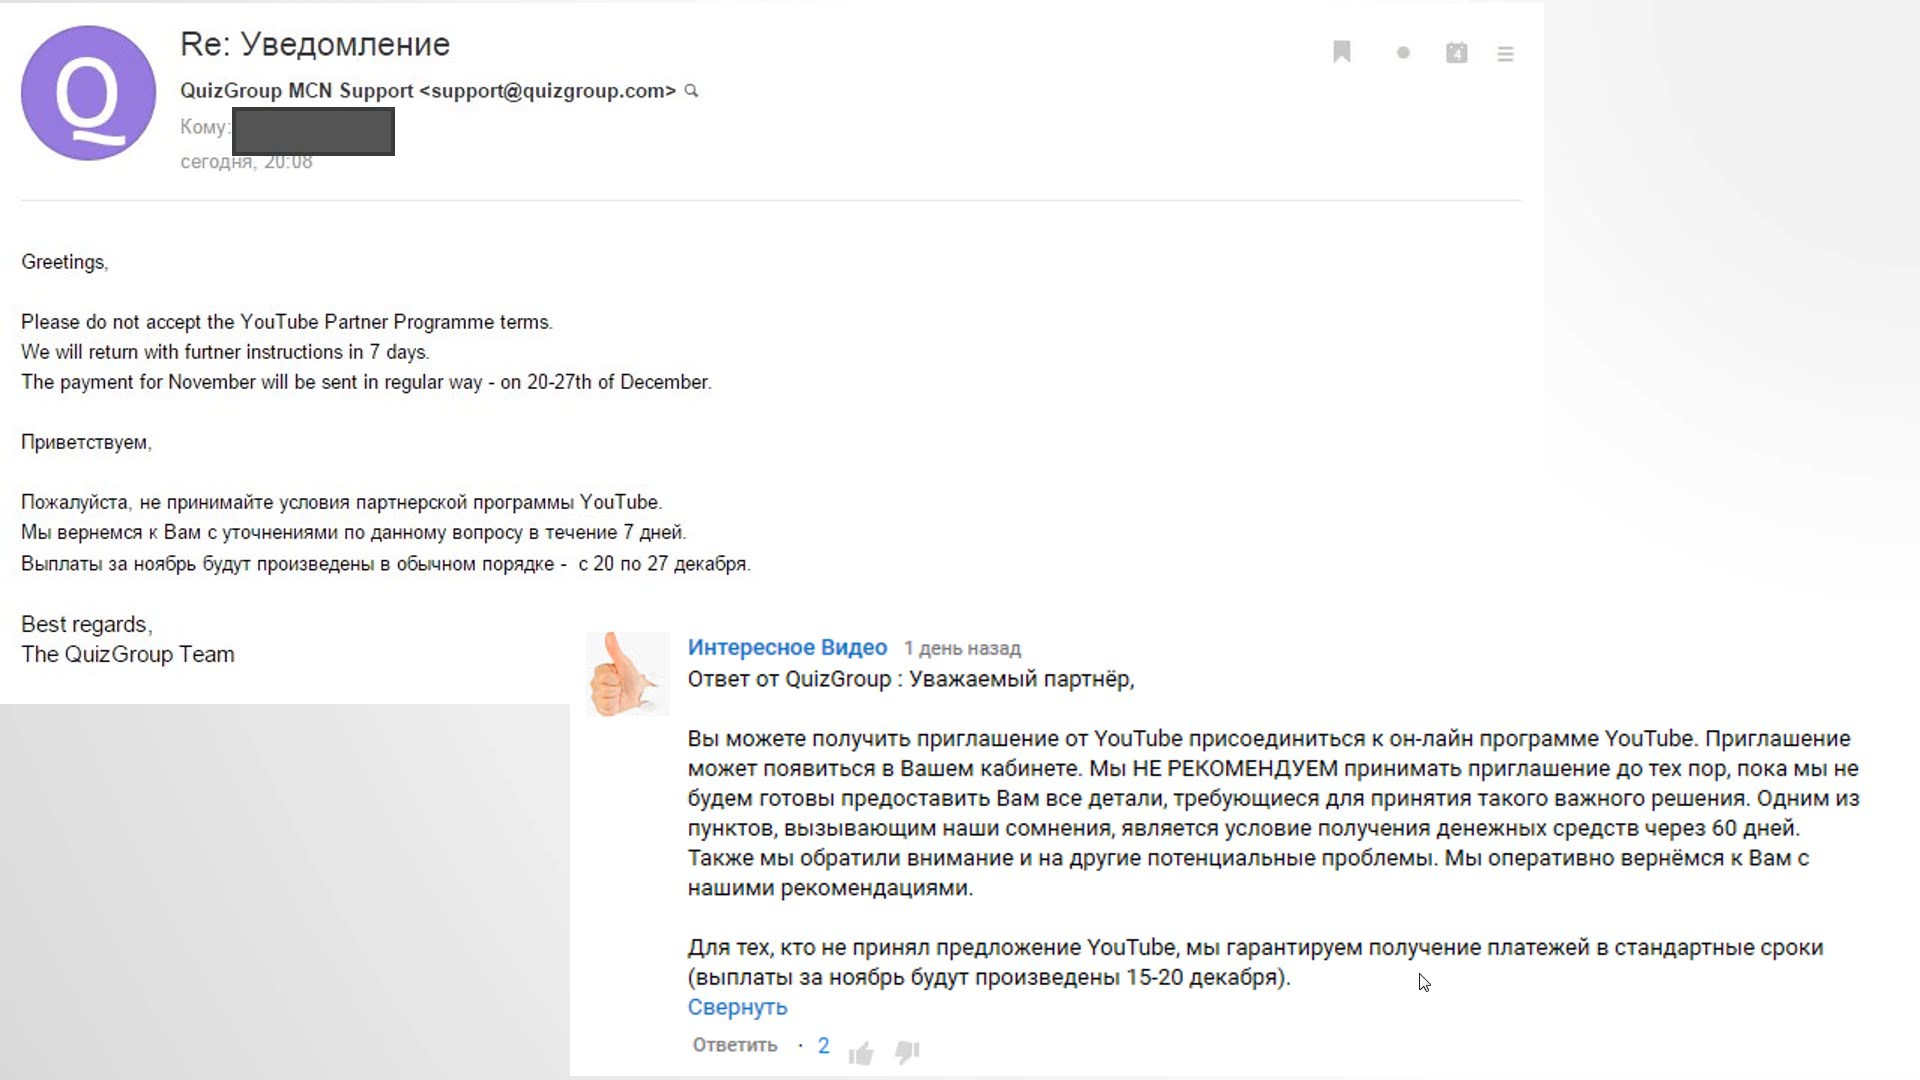 Q
Re: Уведомление
QuizGroup MCN Support <support@quizgroup.com>
4
Кому:
сегодня, 20:08
Greetings,
Please do not accept the YouTube Partner Programme terms.
We will return with furtner instructions in 7 days.
The payment for November will be sent in regular way - on 20-27th of December.
Приветствуем,
Пожалуйста, не принимайте условия партнерской программы YouTube.
Мы вернемся к Вам с уточнениями по данному вопросу в течение 7 дней.
Выплаты за ноябрь будут произведены в обычном порядке - с 20 по 27 декабря.
Best regards,
The QuizGroup Team
Интересное Видео 1 день назад
Ответ от QuizGroup : Уважаемый партнёр,
Вы можете получить приглашение от YouTube присоединиться к он-лайн программе YouTube. Приглашение
может появиться в Вашем кабинете. Мы НЕ РЕКОМЕНДУЕМ принимать приглашение до тех пор, пока мы не
будем готовы предоставить Вам все детали, требующиеся для принятия такого важного решения. Одним из
пунктов, вызывающим наши сомнения, является условие получения денежных средств через 60 дней.
Также мы обратили внимание и на другие потенциальные проблемы. Мы оперативно вернёмся к Вам с
нашими рекомендациями.
Для тех, кто не принял предложение YouTube, мы гарантируем получение платежей в стандартные сроки
(выплаты за ноябрь будут произведены 15-20 декабря).
Свернуть
Ответить · 2